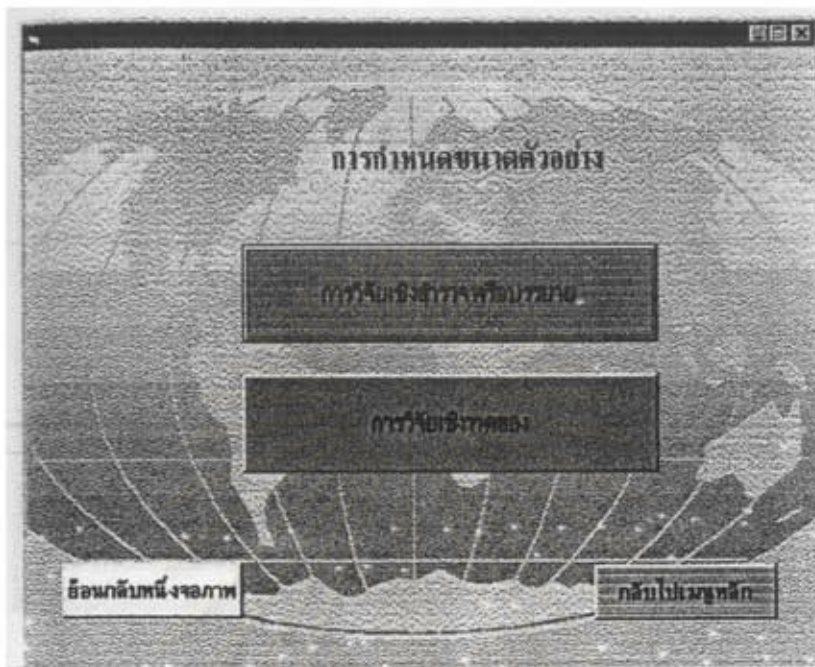 การกำหนดขนาดตัวอย่าง
การวิจัยเชิงสำรวจหรือบรรยาย
การวิจัยเชิงทดลอง
ย้อนกลับหนึ่งจอภาพ
กลับไปเมนูหลัก